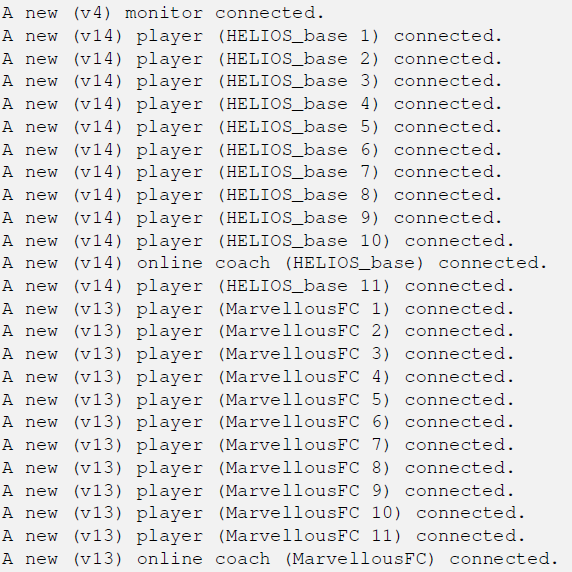 A new (v4) monitor connected.
A new (v14) player (HELIOS_base 1) connected.
A new (v14) player (HELIOS_base 2) connected.
A new (v14) player (HELIOS_base 3) connected.
A new (v14) player (HELIOS_base 4) connected.
A new (v14) player (HELIOS_base 5) connected.
A new (v14) player (HELIOS_base 6) connected.
A new (v14) player (HELIOS_base 7) connected.
A new (v14) player (HELIOS_base 8) connected.
A new (v14) player (HELIOS_base 9) connected.
A new (v14) player (HELIOS_base 10) connected.
A new (v14) online coach (HELIOS_base) connected.
A new (v14) player (HELIOS_base 11) connected.
A new (v13) player (MarvellousFC 1) connected.
A new (v13) player (MarvellousFC 2) connected.
A new (v13) player (MarvellousFC 3) connected.
A new (v13) player (MarvellousFC 4) connected.
A new (v13) player (MarvellousFC 5) connected.
A new (v13) player (MarvellousFC 6) connected.
A new (v13) player (MarvellousFC 7) connected.
A new (v13) player (MarvellousFC 8) connected.
A new (v13) player (MarvellousFC 9) connected.
A new (v13) player (MarvellousFC 10) connected.
A new (v13) player (MarvellousFC 11) connected.
A new (v13) online coach (MarvellousFC) connected.